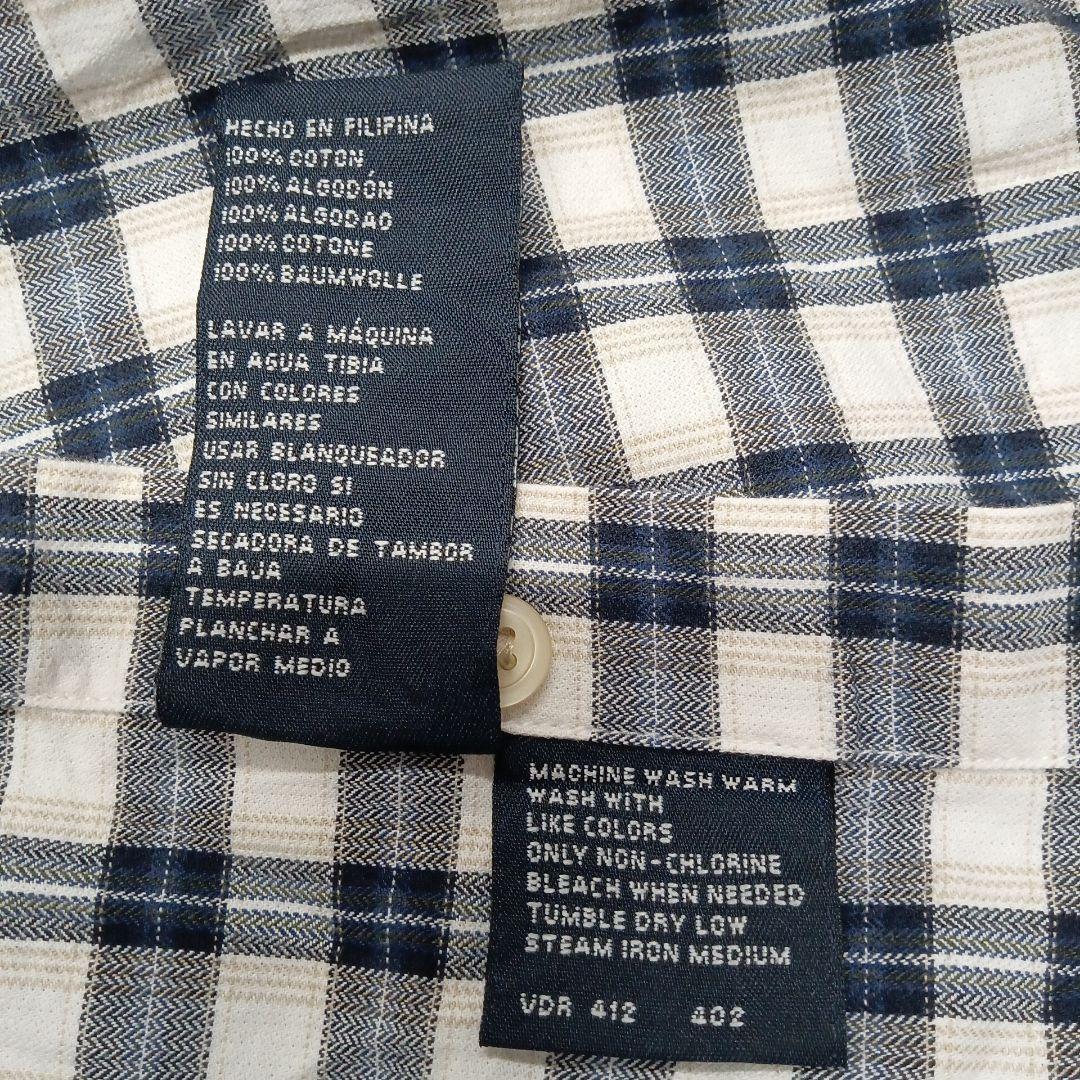 HECHO EN FILIPINA
100% COTON
100% ALGODÓN
100% ALGODAO
100% COTONE
100% BAUMWOLLE
LAVAR A MÁQUINA
EN AGUA TIBIA
CON COLORES
SIMILARES
USAR BLANQUEADOR
SIN CLORO SI
ES NECESARIO
SECADORA DE TAMBOR
A BAJA
TEMPERATURA
PLANCHAR A
VAPOR MEDIO
MACHINE WASH WARM
WASH WITH
LIKE COLORS
ONLY NON-CHLORINE
BLEACH WHEN NEEDED
TUMBLE DRY LOW
STEAM IRON MEDIUM
VDR 412 402